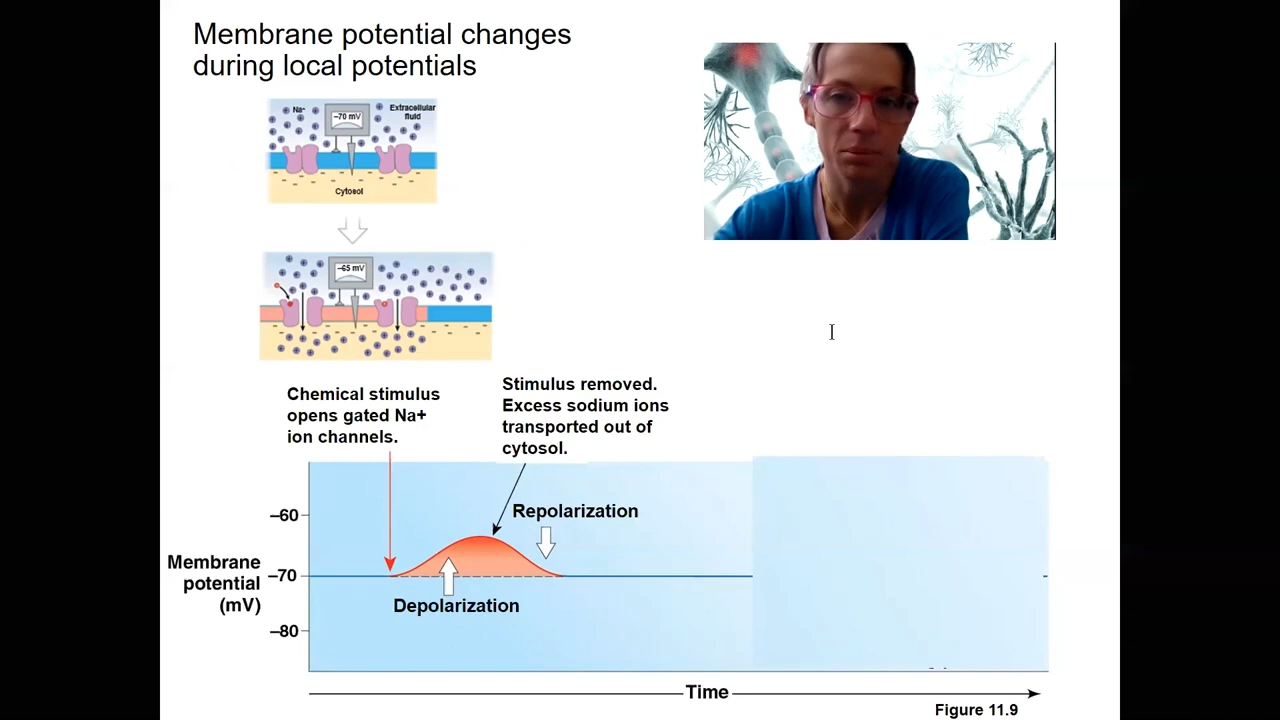 Membrane potential changes
during local potentials
Na+
–70 mV
Extracellular
fluid
Cytosol
–65 mV
Chemical stimulus
opens gated Na+
ion channels.
Stimulus removed.
Excess sodium ions
transported out of
cytosol.
–60
Repolarization
Membrane
potential
(mV)
–70
Depolarization
–80
Time
Figure 11.9